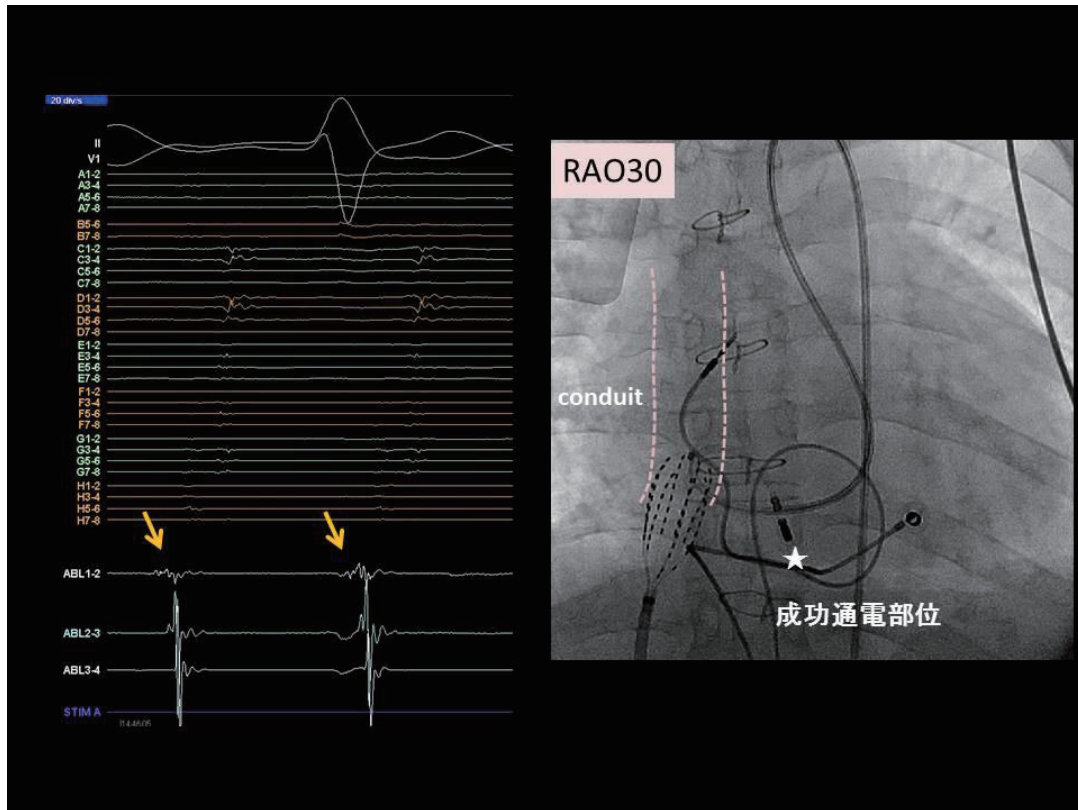 20 div/s
II
V1
A1-2
A3-4
A5-6
A7-8
B5-6
B7-8
C1-2
C3-4
C5-6
C7-8
D1-2
D3-4
D5-6
D7-8
E1-2
E3-4
E5-6
E7-8
F1-2
F3-4
F5-6
F7-8
G1-2
G3-4
G5-6
G7-8
H1-2
H3-4
H5-6
H7-8
ABL1-2
ABL2-3
ABL3-4
STIM A
RAO30
conduit
成功通電部位